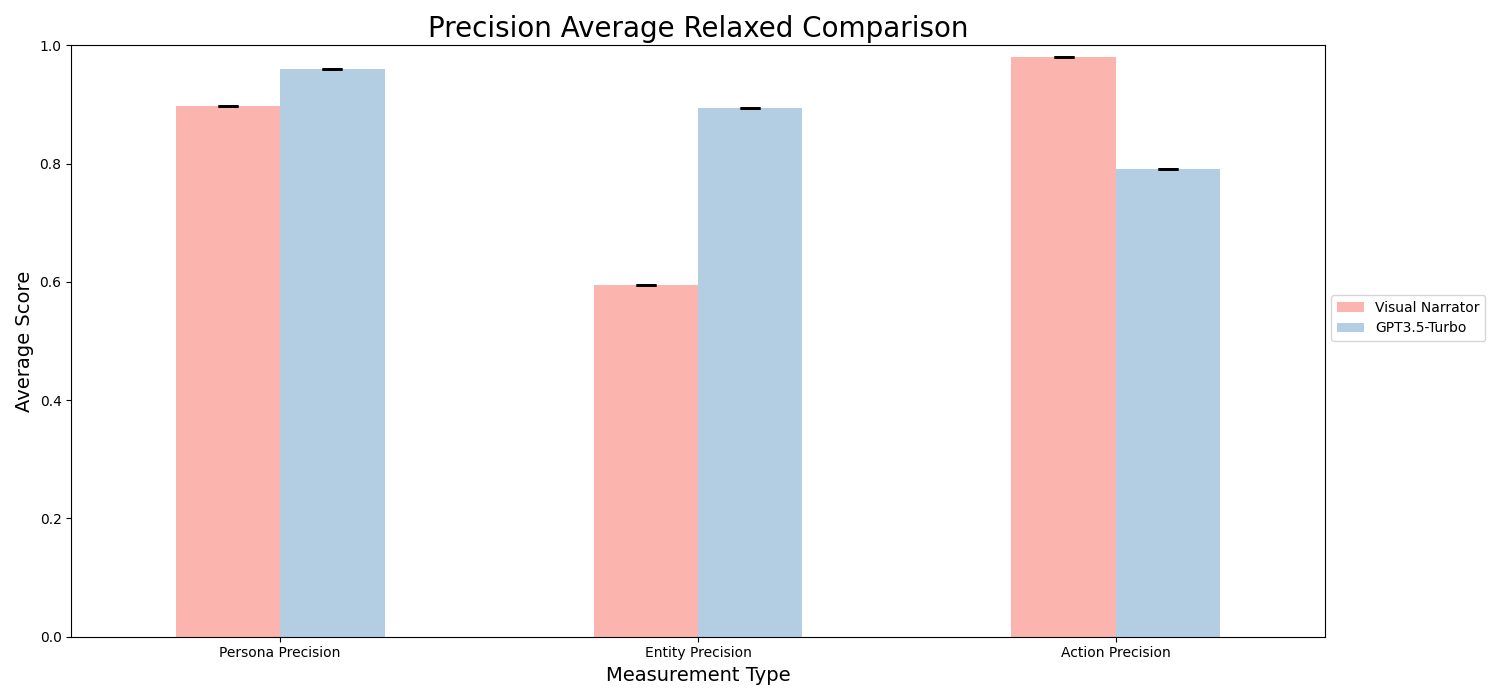 Precision Average Relaxed Comparison
1.0
0.8
0.6
0.4
0.2
0.0
Average Score
Persona Precision
Entity Precision
Action Precision
Measurement Type
Visual Narrator
GPT3.5-Turbo